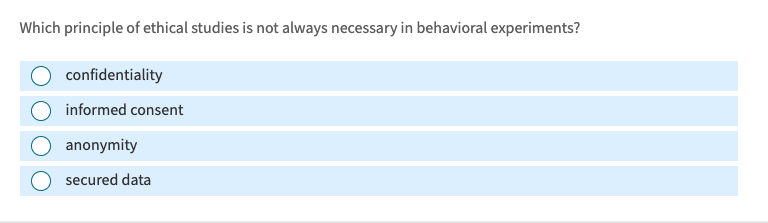 Which principle of ethical studies is not always necessary in behavioral experiments?
confidentiality
informed consent
anonymity
secured data